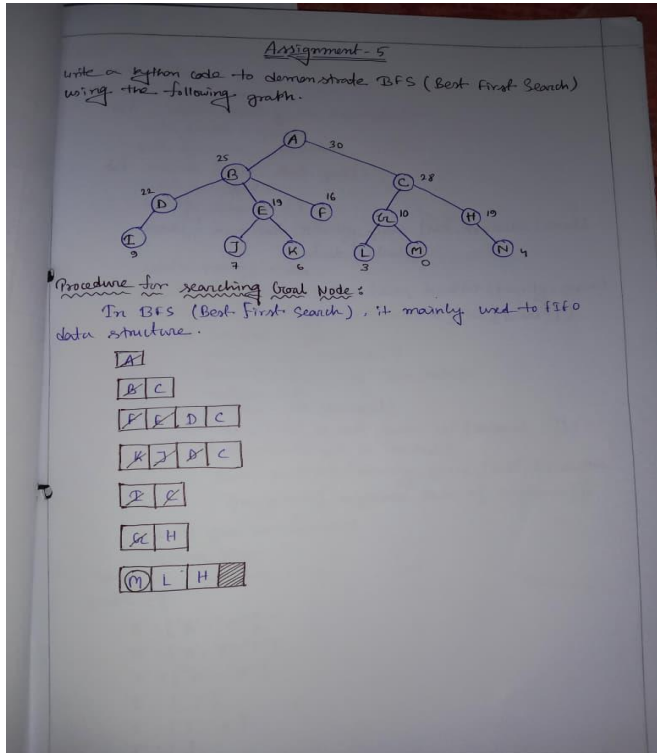 Assignment - 5
write a python code to demonstrade BFS (Best First Search)
using the following graph.
A 30
25 B C 28
22 D E 19 F 16 G 10 H 19
I J K L M N 4
9 7 6 3 0
Procedure for searching Goal Node :
In BFS (Best First Search), it mainly used to FIFO
data structure.
A
B C
F E D C
K J D C
I C
G H
M L H